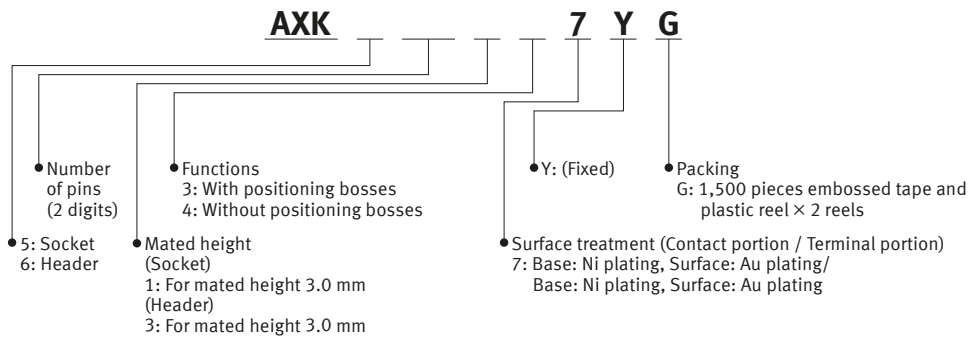 AXK 7 Y G
Number
of pins
(2 digits)
Functions
3: With positioning bosses
4: Without positioning bosses
Y: (Fixed)
Packing
G: 1,500 pieces embossed tape and
plastic reel × 2 reels
5: Socket
6: Header
Mated height
(Socket)
1: For mated height 3.0 mm
(Header)
3: For mated height 3.0 mm
Surface treatment (Contact portion / Terminal portion)
7: Base: Ni plating, Surface: Au plating/
Base: Ni plating, Surface: Au plating